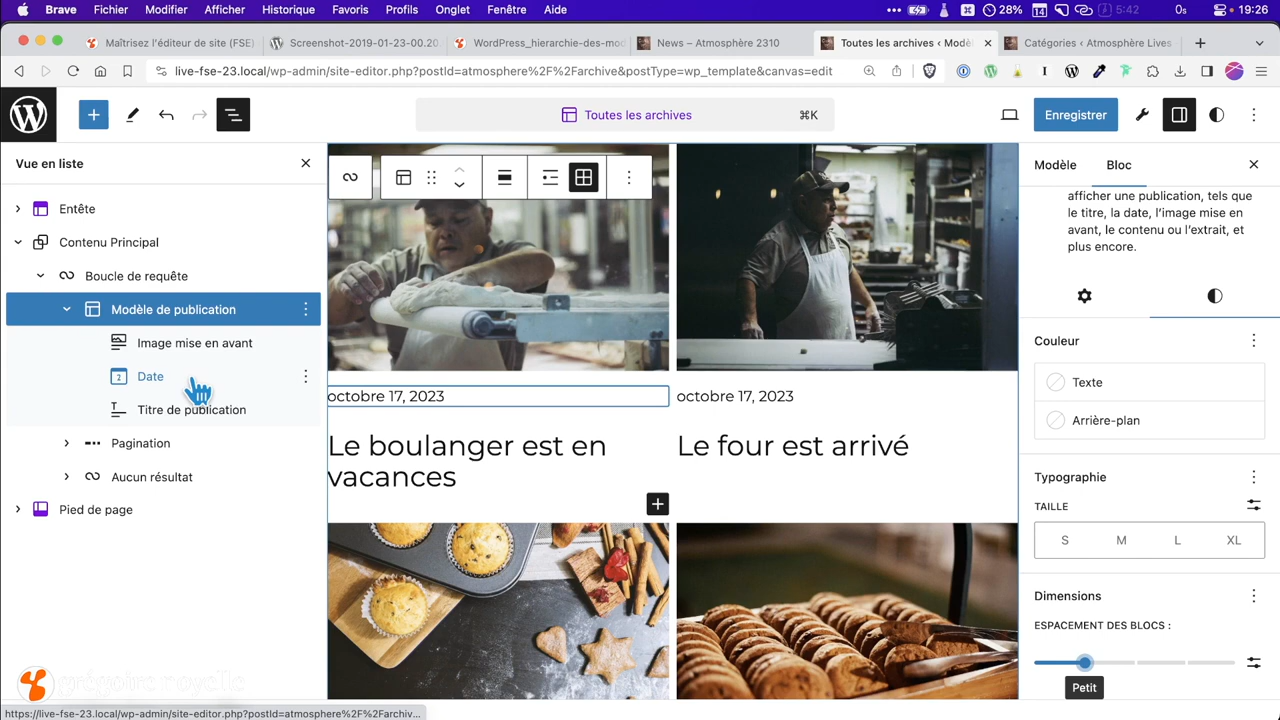 Brave Fichier Modifier Afficher Historique Favoris Profils Onglet Fenêtre Aide 28% 14 5:42 0s 19:26
Maîtrisez l'éditeur de site (FSE) Screenshot-2019-01-23-00.20 WordPress_hierarchie-des-mod News – Atmosphère 2310 Toutes les archives ‹ Modèl Catégories ‹ Atmosphère Lives
live-fse-23.local/wp-admin/site-editor.php?postId=atmosphere%2F%2Farchive&postType=wp_template&canvas=edit
Toutes les archives ⌘K Enregistrer
Vue en liste
Modèle Bloc
Entête
Contenu Principal
Boucle de requête
Modèle de publication
Image mise en avant
Date
Titre de publication
Pagination
Aucun résultat
Pied de page
octobre 17, 2023
Le boulanger est en
vacances
octobre 17, 2023
Le four est arrivé
afficher une publication, tels que
le titre, la date, l'image mise en
avant, le contenu ou l'extrait, et
plus encore.
Couleur
Texte
Arrière-plan
Typographie
TAILLE
S M L XL
Dimensions
ESPACEMENT DES BLOCS :
Petit
https://live-fse-23.local/wp-admin/site-editor.php?postId=atmosphere%2F%2Farchiv...